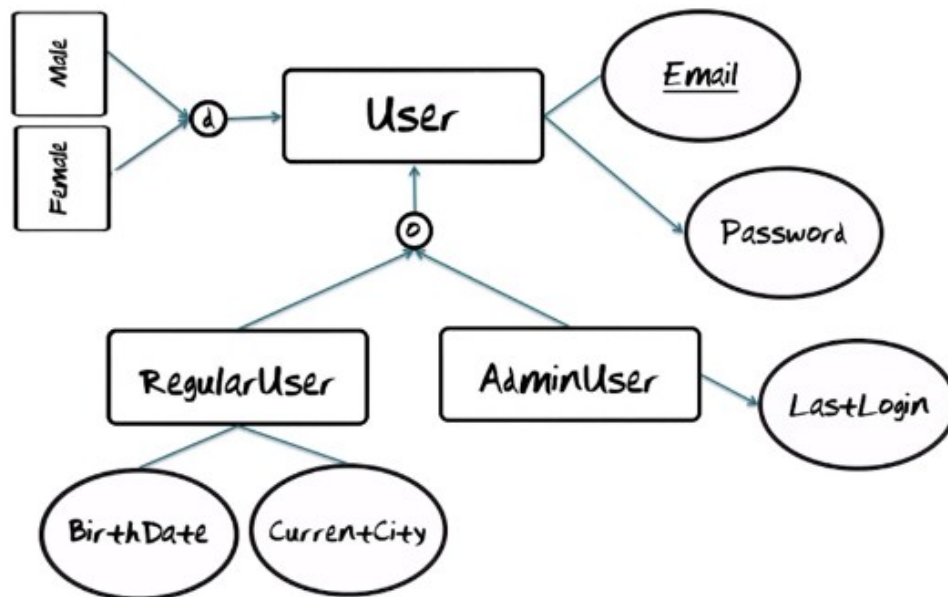 Male
Female
d
User
Email
Password
o
RegularUser
AdminUser
LastLogin
BirthDate
CurrentCity